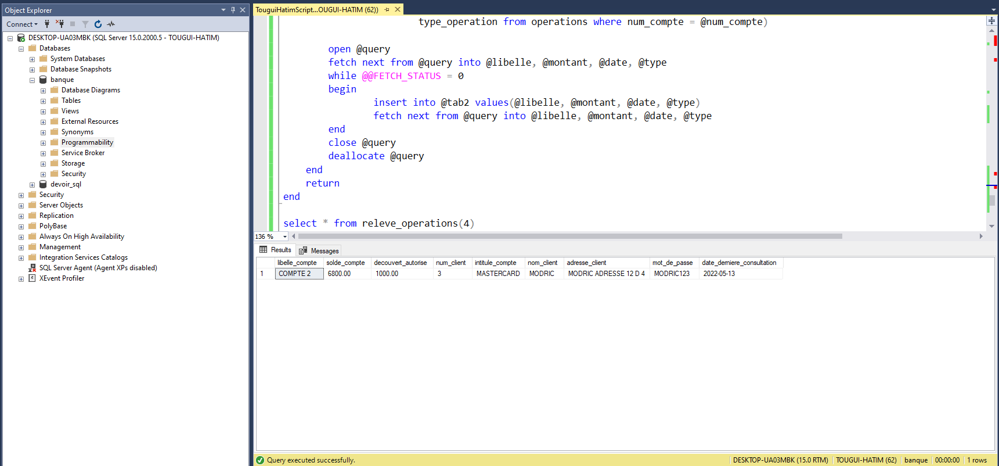 Object Explorer
Connect
DESKTOP-UA03MBK (SQL Server 15.0.2000.5 - TOUGUI-HATIM)
Databases
System Databases
Database Snapshots
banque
Database Diagrams
Tables
Views
External Resources
Synonyms
Programmability
Service Broker
Storage
Security
devoir_sql
Security
Server Objects
Replication
PolyBase
Always On High Availability
Management
Integration Services Catalogs
SQL Server Agent (Agent XPs disabled)
XEvent Profiler
TouguiHatimScript...OUGUI-HATIM (62))
type_operation from operations where num_compte = @num_compte)
open @query
fetch next from @query into @libelle, @montant, @date, @type
while @@FETCH_STATUS = 0
begin
insert into @tab2 values(@libelle, @montant, @date, @type)
fetch next from @query into @libelle, @montant, @date, @type
end
close @query
deallocate @query
end
return
end
select * from releve_operations(4)
136 %
Results Messages
libelle_compte solde_compte decouvert_autorise num_client intitule_compte nom_client adresse_client mot_de_passe date_derniere_consultation
1 COMPTE 2 6800.00 1000.00 3 MASTERCARD MODRIC MODRIC ADRESSE 12 D 4 MODRIC123 2022-05-13
Query executed successfully. DESKTOP-UA03MBK (15.0 RTM) TOUGUI-HATIM (62) banque 00:00:00 1 rows